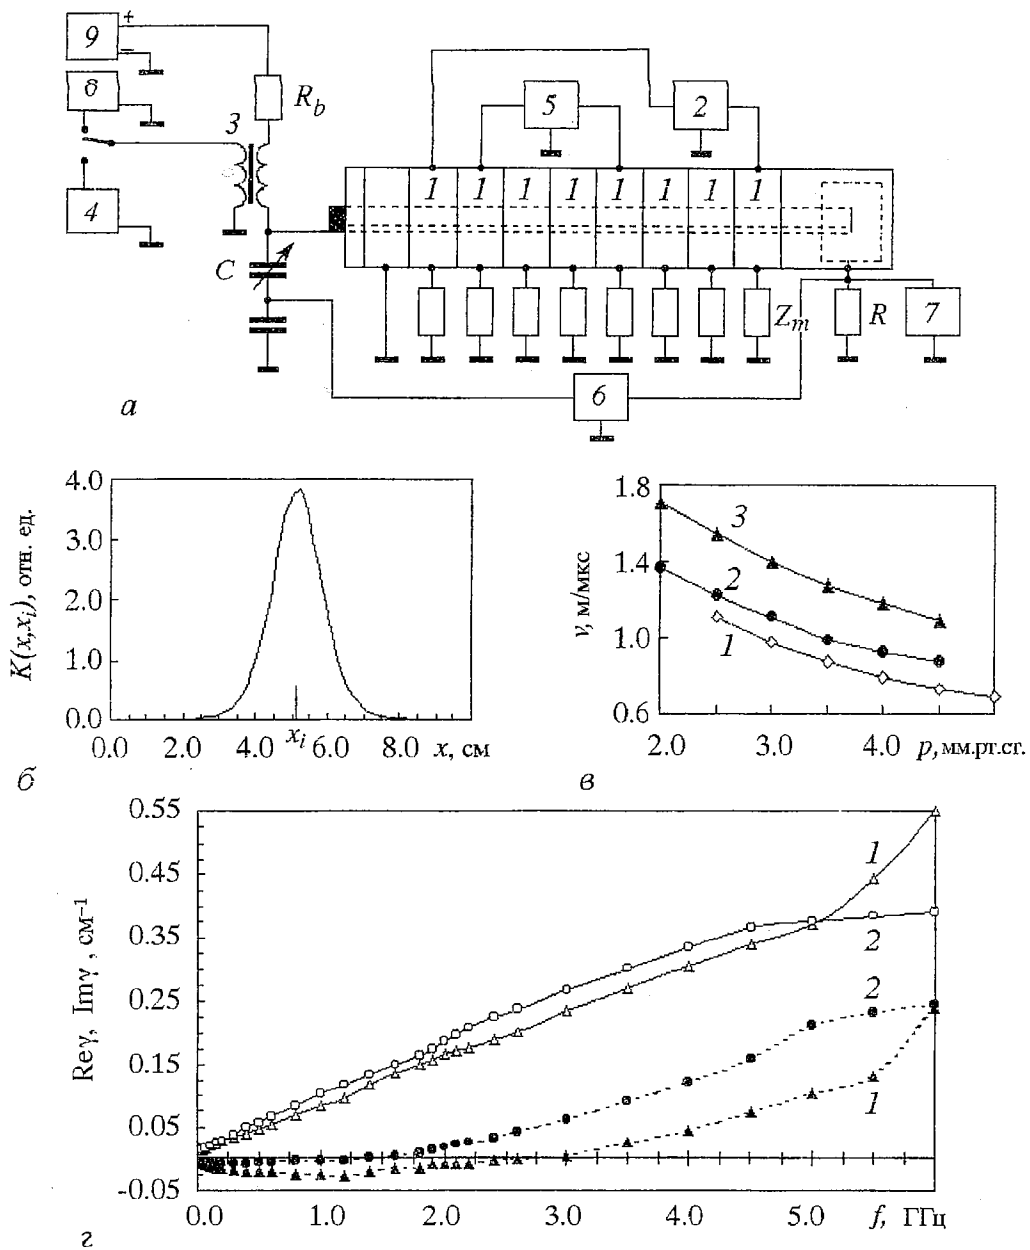 9
+
−
8
R_b
3
4
C
5
2
1 1 1 1 1 1 1 1
Z_m
R
7
6
а
K(x,x_i), отн. ед.
4.0
3.0
2.0
1.0
0.0
0.0 2.0 4.0 x_i 6.0 8.0 x, см
б
v, м/мкс
1.8
1.4
1.0
0.6
3
2
1
2.0 3.0 4.0 p, мм.рт.ст.
в
Reγ, Imγ, см⁻¹
0.55
0.45
0.35
0.25
0.15
0.05
-0.05
1
2
2
1
0.0 1.0 2.0 3.0 4.0 5.0 f, ГГц
г